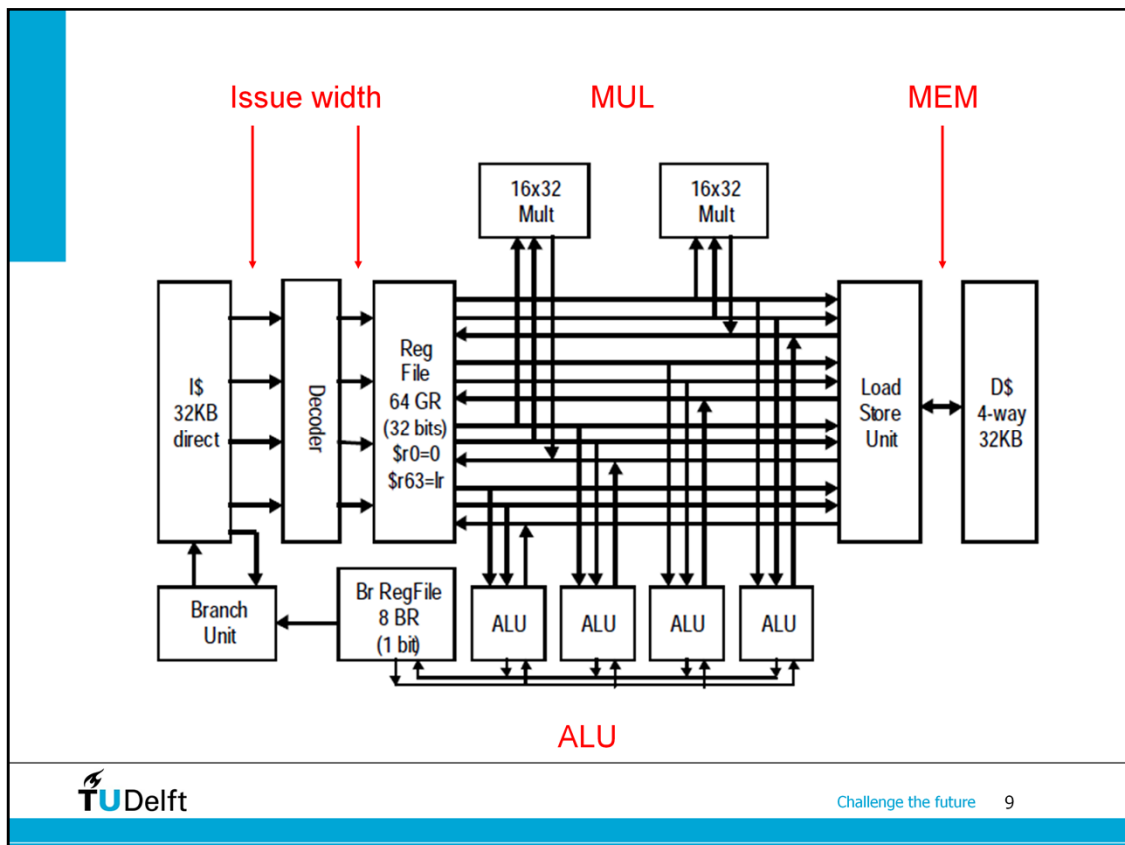 Issue width
MUL
MEM
16x32
Mult
16x32
Mult
I$
32KB
direct
Decoder
Reg
File
64 GR
(32 bits)
$r0=0
$r63=lr
Load
Store
Unit
D$
4-way
32KB
Branch
Unit
Br RegFile
8 BR
(1 bit)
ALU
ALU
ALU
ALU
ALU
TUDelft
Challenge the future 9